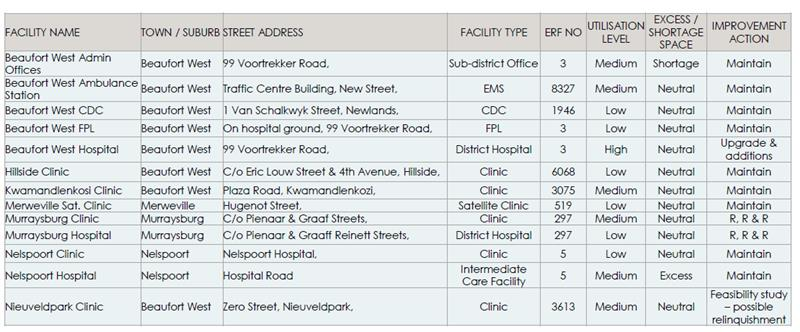 FACILITY NAME TOWN / SUBURB STREET ADDRESS FACILITY TYPE ERF NO UTILISATION LEVEL EXCESS / SHORTAGE SPACE IMPROVEMENT ACTION
Beaufort West Admin Offices Beaufort West 99 Voortrekker Road, Sub-district Office 3 Medium Shortage Maintain
Beaufort West Ambulance Station Beaufort West Traffic Centre Building, New Street, EMS 8327 Medium Neutral Maintain
Beaufort West CDC Beaufort West 1 Van Schalkwyk Street, Newlands, CDC 1946 Low Neutral Maintain
Beaufort West FPL Beaufort West On hospital ground, 99 Voortrekker Road, FPL 3 Low Neutral Maintain
Beaufort West Hospital Beaufort West 99 Voortrekker Road, District Hospital 3 High Neutral Upgrade & additions
Hillside Clinic Beaufort West C/o Eric Louw Street & 4th Avenue, Hillside, Clinic 6068 Low Neutral Maintain
Kwamandlenkosi Clinic Beaufort West Plaza Road, Kwamandlenkozi, Clinic 3075 Medium Neutral Maintain
Merweville Sat. Clinic Merweville Hugenot Street, Satellite Clinic 519 Low Neutral Maintain
Murraysburg Clinic Murraysburg C/o Pienaar & Graaf Streets, Clinic 297 Medium Neutral R, R & R
Murraysburg Hospital Murraysburg C/o Pienaar & Graaff Reinett Streets, District Hospital 297 Low Neutral R, R & R
Nelspoort Clinic Nelspoort Nelspoort Hospital, Clinic 5 Low Neutral Maintain
Nelspoort Hospital Nelspoort Hospital Road Intermediate Care Facility 5 Medium Excess Maintain
Nieuveldpark Clinic Beaufort West Zero Street, Nieuveldpark, Clinic 3613 Medium Neutral Feasibility study – possible relinquishment